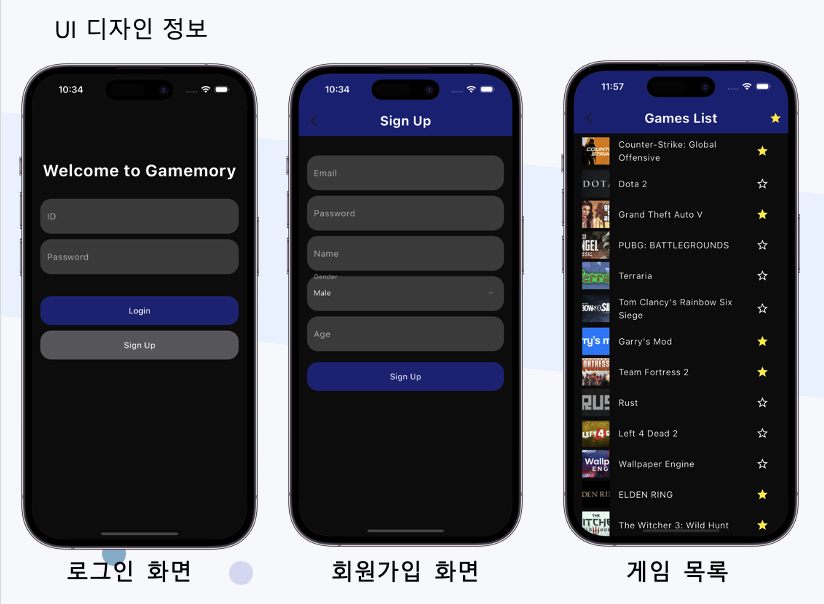 UI 디자인 정보
10:34
Welcome to Gamemory
ID
Password
Login
Sign Up
로그인 화면
10:34
Sign Up
Email
Password
Name
Gender
Male
Age
Sign Up
회원가입 화면
11:57
Games List
Counter-Strike: Global
Offensive
Dota 2
Grand Theft Auto V
PUBG: BATTLEGROUNDS
Terraria
Tom Clancy's Rainbow Six
Siege
Garry's Mod
Team Fortress 2
Rust
Left 4 Dead 2
Wallpaper Engine
ELDEN RING
The Witcher 3: Wild Hunt
게임 목록